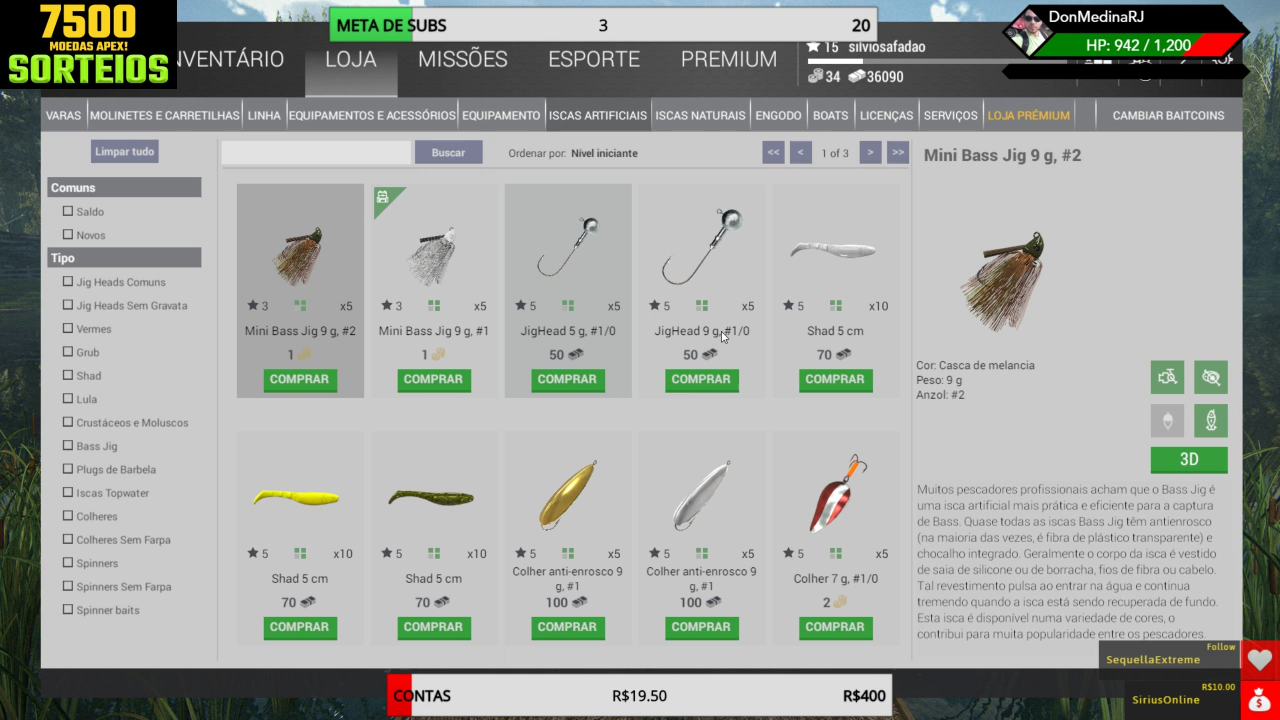 7500
MOEDAS APEX!
SORTEIOS
META DE SUBS 3 20
DonMedinaRJ
HP: 942 / 1,200
NVENTÁRIO LOJA MISSÕES ESPORTE PREMIUM
15 silviosafadao
34 36090
VARAS MOLINETES E CARRETILHAS LINHA EQUIPAMENTOS E ACESSÓRIOS EQUIPAMENTO ISCAS ARTIFICIAIS ISCAS NATURAIS ENGODO BOATS LICENÇAS SERVIÇOS LOJA PRÊMIUM CAMBIAR BAITCOINS
Limpar tudo
Buscar
Ordenar por: Nível iniciante
<< < 1 of 3 > >>
Comuns
Saldo
Novos
Tipo
Jig Heads Comuns
Jig Heads Sem Gravata
Vermes
Grub
Shad
Lula
Crustáceos e Moluscos
Bass Jig
Plugs de Barbela
Iscas Topwater
Colheres
Colheres Sem Farpa
Spinners
Spinners Sem Farpa
Spinner baits
3 x5
Mini Bass Jig 9 g, #2
1
COMPRAR
3 x5
Mini Bass Jig 9 g, #1
1
COMPRAR
5 x5
JigHead 5 g, #1/0
50
COMPRAR
5 x5
JigHead 9 g, #1/0
50
COMPRAR
5 x10
Shad 5 cm
70
COMPRAR
5 x10
Shad 5 cm
70
COMPRAR
5 x10
Shad 5 cm
70
COMPRAR
5 x5
Colher anti-enrosco 9
g, #1
100
COMPRAR
5 x5
Colher anti-enrosco 9
g, #1
100
COMPRAR
5 x5
Colher 7 g, #1/0
2
COMPRAR
Mini Bass Jig 9 g, #2
Cor: Casca de melancia
Peso: 9 g
Anzol: #2
3D
Muitos pescadores profissionais acham que o Bass Jig é
uma isca artificial mais prática e eficiente para a captura
de Bass. Quase todas as iscas Bass Jig têm antienrosco
(na maioria das vezes, é fibra de plástico transparente) e
chocalho integrado. Geralmente o corpo da isca é vestido
de saia de silicone ou de borracha, fios de fibra ou cabelo.
Tal revestimento pulsa ao entrar na água e continua
tremendo quando a isca está sendo recuperada de fundo.
Esta isca é disponível numa variedade de cores, o
contribui para muita popularidade entre os pescadores.
Follow
SequellaExtreme
R$10.00
SiriusOnline
CONTAS R$19.50 R$400